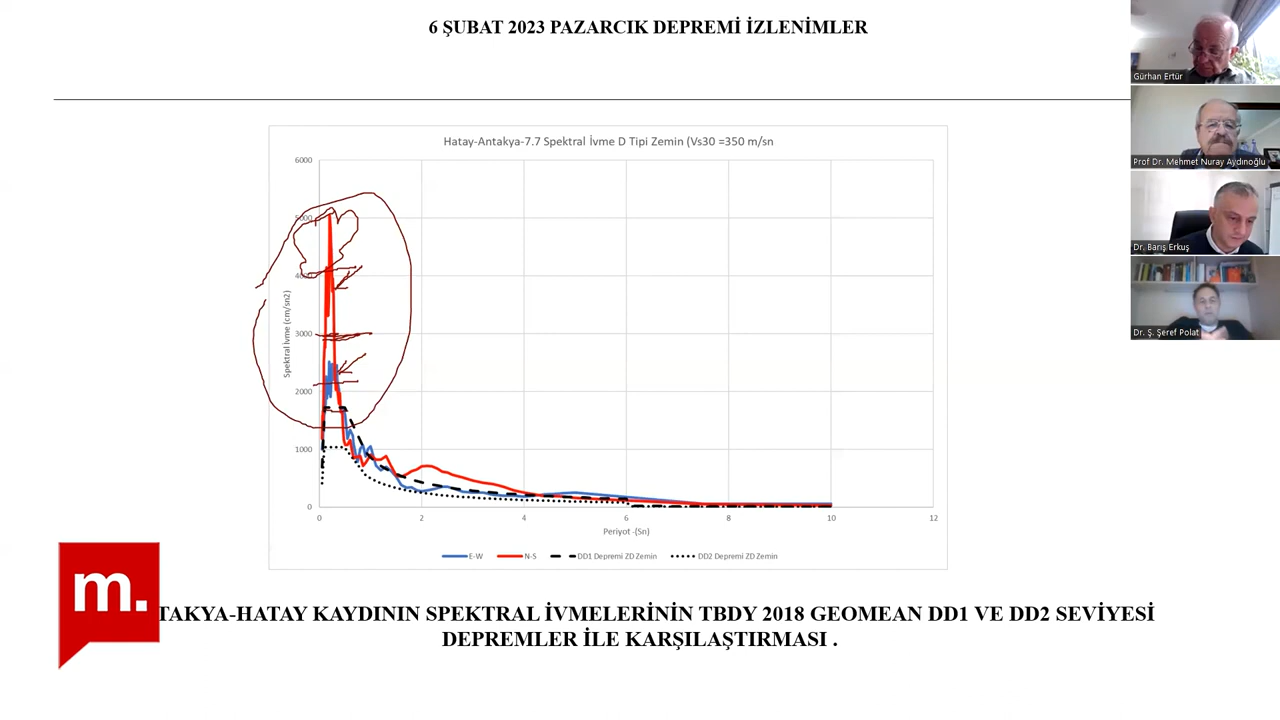 6 ŞUBAT 2023 PAZARCIK DEPREMİ İZLENİMLER
Gürhan Ertür
Prof Dr. Mehmet Nuray Aydınoğlu
Dr. Barış Erkuş
Dr. Ş. Şeref Polat
Hatay-Antakya-7.7 Spektral İvme D Tipi Zemin (Vs30 =350 m/sn
Spektral İvme (cm/sn2)
6000
5000
4000
3000
2000
1000
0
0 2 4 6 8 10 12
Periyot -(Sn)
E-W N-S DD1 Depremi ZD Zemin DD2 Depremi ZD Zemin
m.
TAKYA-HATAY KAYDININ SPEKTRAL İVMELERİNİN TBDY 2018 GEOMEAN DD1 VE DD2 SEVİYESİ
DEPREMLER İLE KARŞILAŞTIRMASI .